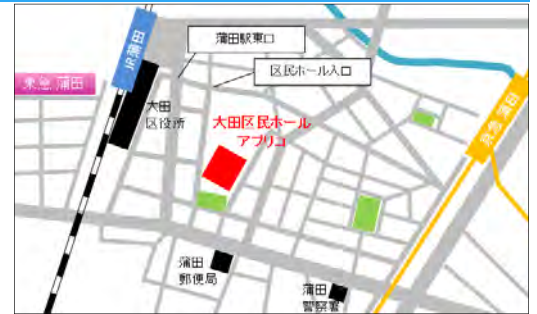 蒲田駅東口
JR蒲田
区民ホール入口
東急 蒲田
大田
区役所
大田区民ホール
アプリコ
京急 蒲田
蒲田
郵便局
蒲田
警察署